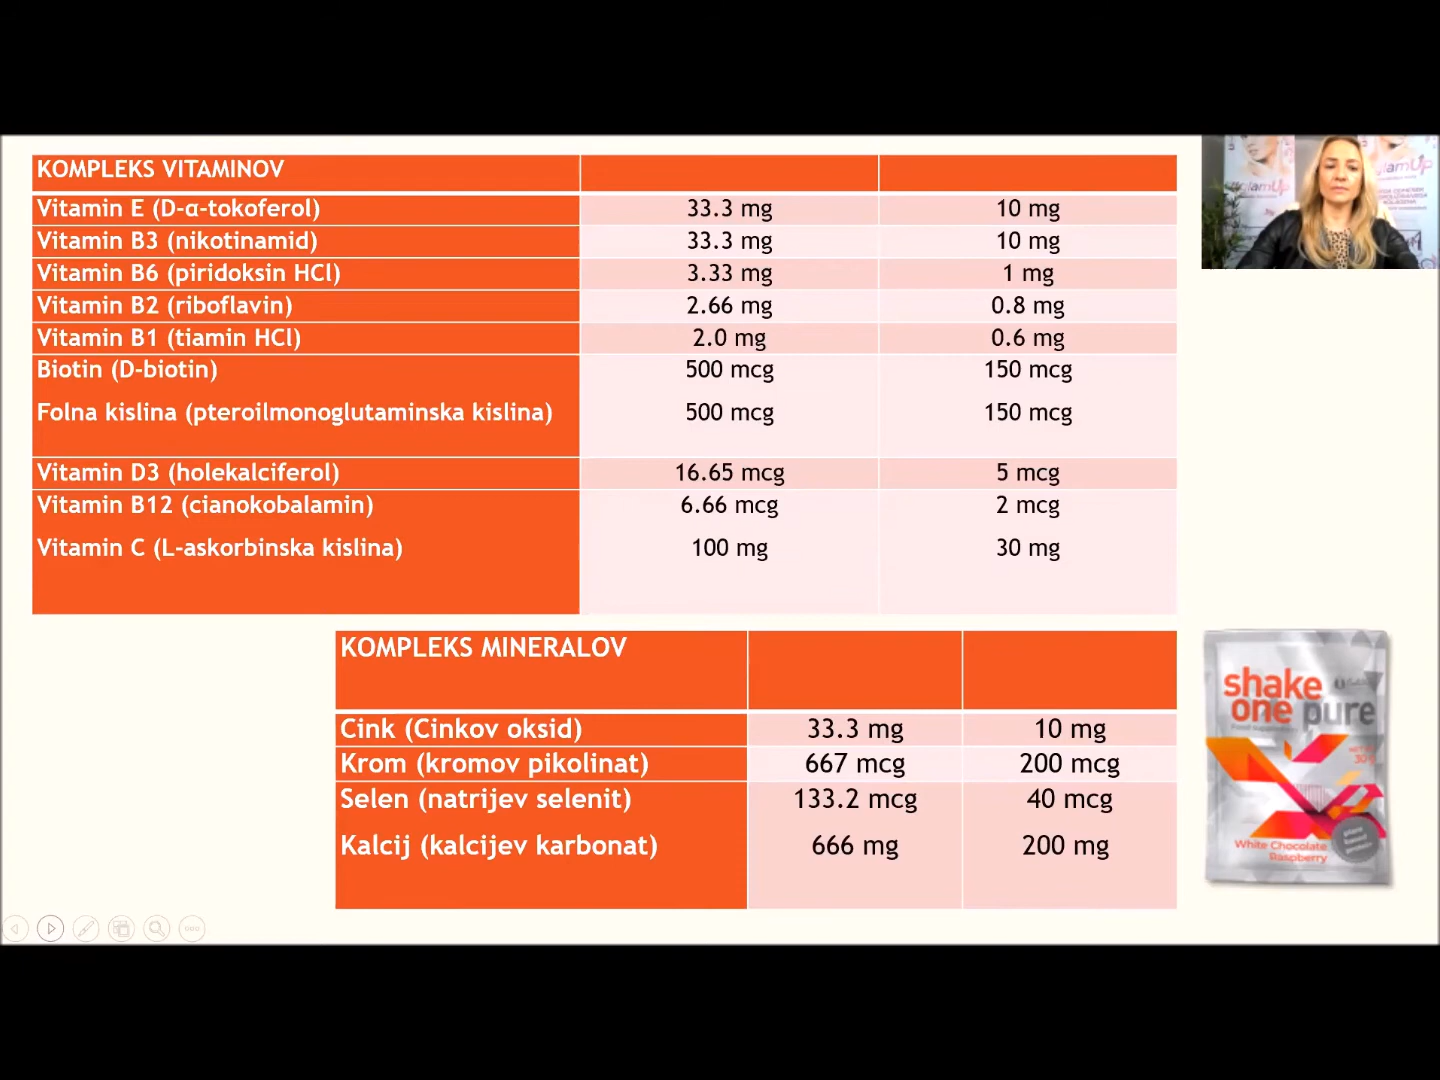 KOMPLEKS VITAMINOV
Vitamin E (D-α-tokoferol) 33.3 mg 10 mg
Vitamin B3 (nikotinamid) 33.3 mg 10 mg
Vitamin B6 (piridoksin HCl) 3.33 mg 1 mg
Vitamin B2 (riboflavin) 2.66 mg 0.8 mg
Vitamin B1 (tiamin HCl) 2.0 mg 0.6 mg
Biotin (D-biotin) 500 mcg 150 mcg
Folna kislina (pteroilmonoglutaminska kislina) 500 mcg 150 mcg
Vitamin D3 (holekalciferol) 16.65 mcg 5 mcg
Vitamin B12 (cianokobalamin) 6.66 mcg 2 mcg
Vitamin C (L-askorbinska kislina) 100 mg 30 mg
KOMPLEKS MINERALOV
Cink (Cinkov oksid) 33.3 mg 10 mg
Krom (kromov pikolinat) 667 mcg 200 mcg
Selen (natrijev selenit) 133.2 mcg 40 mcg
Kalcij (kalcijev karbonat) 666 mg 200 mg
shake
one pure
White Chocolate
Raspberry
plant
based
protein